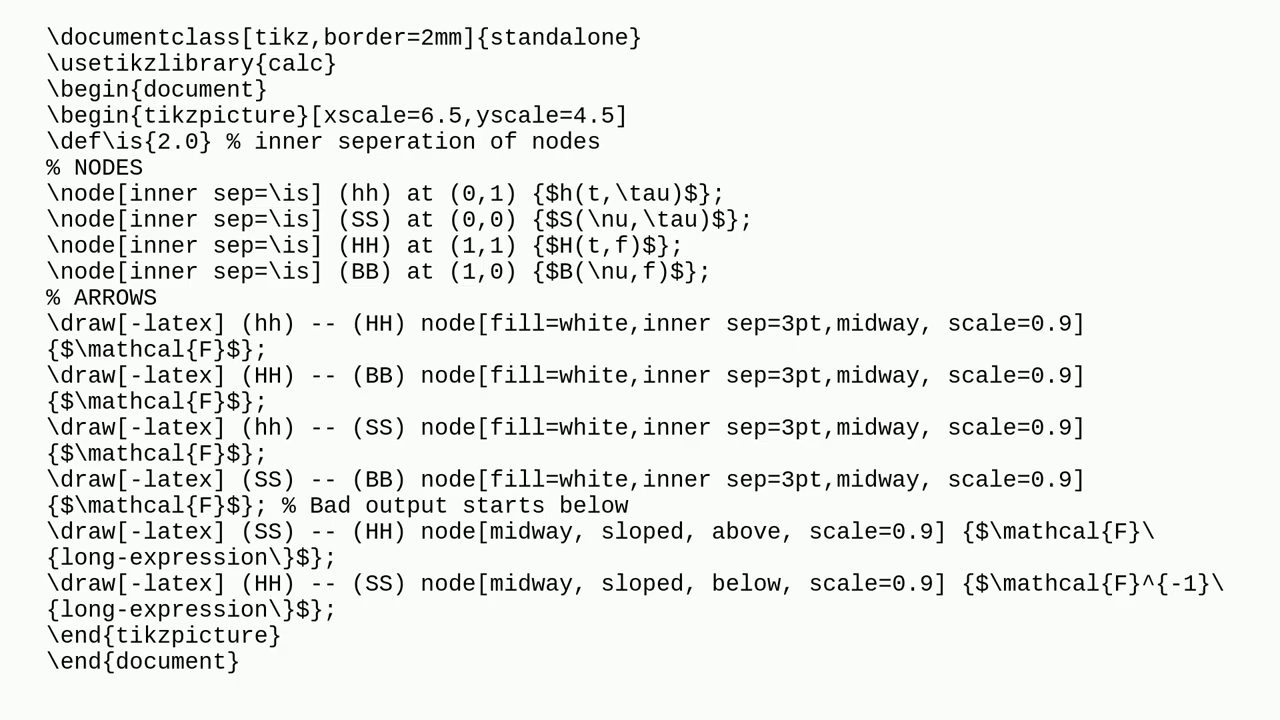 \documentclass[tikz,border=2mm]{standalone}
\usetikzlibrary{calc}
\begin{document}
\begin{tikzpicture}[xscale=6.5,yscale=4.5]
\def\is{2.0} % inner seperation of nodes
% NODES
\node[inner sep=\is] (hh) at (0,1) {$h(t,\tau)$};
\node[inner sep=\is] (SS) at (0,0) {$S(\nu,\tau)$};
\node[inner sep=\is] (HH) at (1,1) {$H(t,f)$};
\node[inner sep=\is] (BB) at (1,0) {$B(\nu,f)$};
% ARROWS
\draw[-latex] (hh) -- (HH) node[fill=white,inner sep=3pt,midway, scale=0.9]
{$\mathcal{F}$};
\draw[-latex] (HH) -- (BB) node[fill=white,inner sep=3pt,midway, scale=0.9]
{$\mathcal{F}$};
\draw[-latex] (hh) -- (SS) node[fill=white,inner sep=3pt,midway, scale=0.9]
{$\mathcal{F}$};
\draw[-latex] (SS) -- (BB) node[fill=white,inner sep=3pt,midway, scale=0.9]
{$\mathcal{F}$}; % Bad output starts below
\draw[-latex] (SS) -- (HH) node[midway, sloped, above, scale=0.9] {$\mathcal{F}\
{long-expression\}$};
\draw[-latex] (HH) -- (SS) node[midway, sloped, below, scale=0.9] {$\mathcal{F}^{-1}\
{long-expression\}$};
\end{tikzpicture}
\end{document}